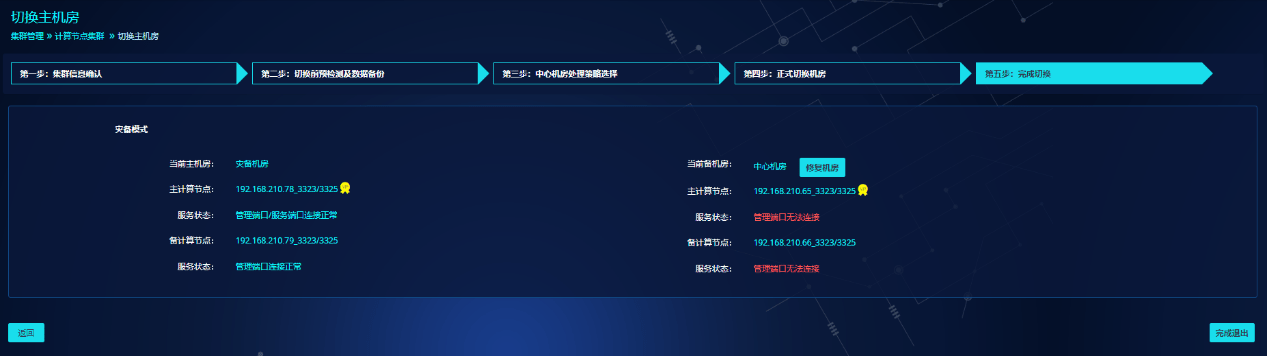 切换主机房
集群管理 » 计算节点集群 » 切换主机房
第一步：集群信息确认
第二步：切换前预检测及数据备份
第三步：中心机房处理策略选择
第四步：正式切换机房
第五步：完成切换
灾备模式
当前主机房： 灾备机房
主计算节点： 192.168.210.78_3323/3325
服务状态： 管理端口/服务端口连接正常
备计算节点： 192.168.210.79_3323/3325
服务状态： 管理端口连接正常
当前备机房： 中心机房 修复机房
主计算节点： 192.168.210.65_3323/3325
服务状态： 管理端口无法连接
备计算节点： 192.168.210.66_3323/3325
服务状态： 管理端口无法连接
返回
完成退出